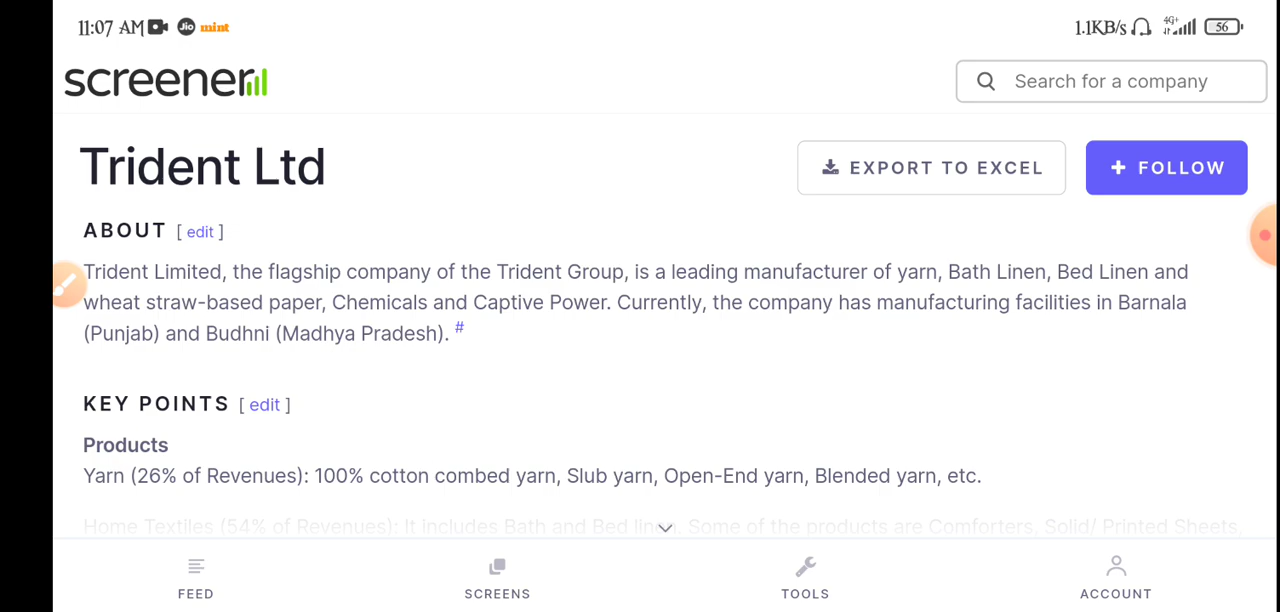 11:07 AM Jio mint 1.1KB/s 4G+ 56
screener Search for a company
Trident Ltd EXPORT TO EXCEL + FOLLOW
ABOUT [ edit ]
Trident Limited, the flagship company of the Trident Group, is a leading manufacturer of yarn, Bath Linen, Bed Linen and
wheat straw-based paper, Chemicals and Captive Power. Currently, the company has manufacturing facilities in Barnala
(Punjab) and Budhni (Madhya Pradesh). #
KEY POINTS [ edit ]
Products
Yarn (26% of Revenues): 100% cotton combed yarn, Slub yarn, Open-End yarn, Blended yarn, etc.
Home Textiles (54% of Revenues): It includes Bath and Bed linen. Some of the products are Comforters, Solid/ Printed Sheets,
FEED SCREENS TOOLS ACCOUNT